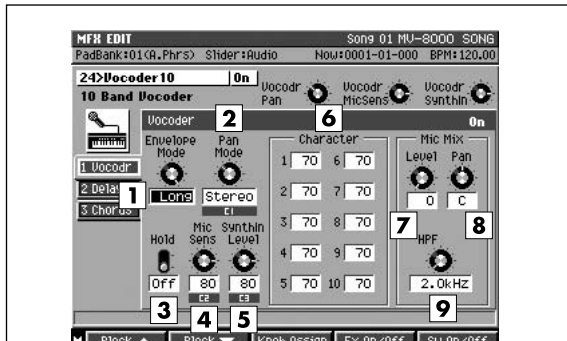 MFX EDIT Song 01 MV-8000 SONG
PadBank:01(A.Phrs) Slider:Audio Now:0001-01-000 BPM:120.00
24>Vocoder10 On
10 Band Vocoder
Vocodr Pan
Vocodr MicSens
Vocodr SynthIn
6
Vocoder 2 On
Envelope Mode
Pan Mode
Character
Mic Mix
Level Pan
1 Vocodr
2 Delay
3 Chorus
1
Long
Stereo
C1
1 70 6 70
2 70 7 70
3 70 8 70
4 70 9 70
5 70 10 70
0 C
7 8
Hold
Mic Sens
SynthIn Level
HPF
Off 80 80
C2 C3
2.0kHz
3 4 5 9
Block Block Knob Assign Fx On/Off Sw On/Off